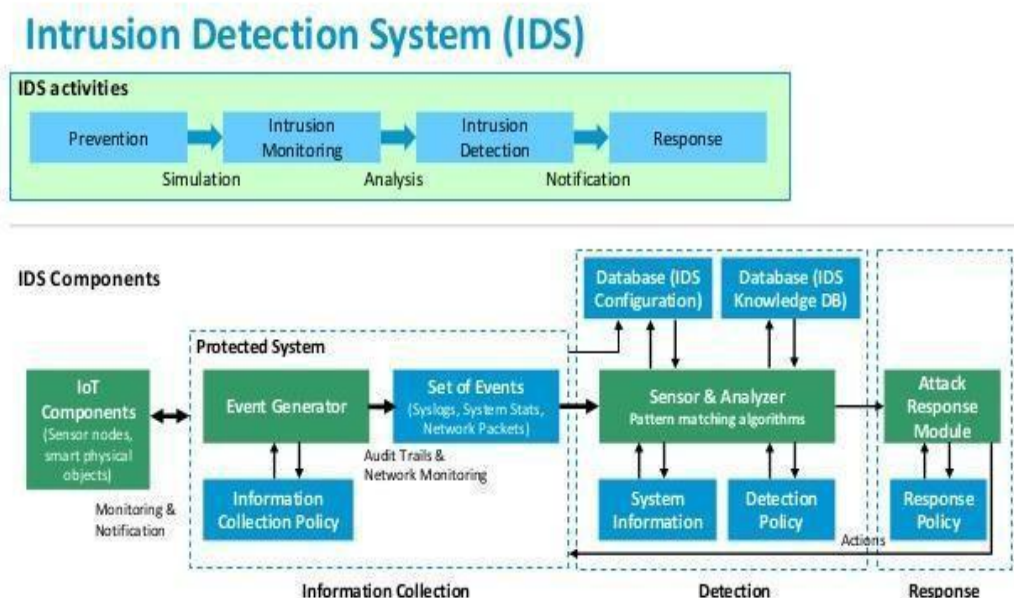 Intrusion Detection System (IDS)
IDS activities
Prevention
Intrusion
Monitoring
Intrusion
Detection
Response
Simulation
Analysis
Notification
IDS Components
Database (IDS
Configuration)
Database (IDS
Knowledge DB)
Protected System
IoT
Components
(Sensor nodes,
smart physical
objects)
Event Generator
Set of Events
(Syslogs, System Stats,
Network Packets)
Sensor & Analyzer
Pattern matching algorithms
Attack
Response
Module
Audit Trails &
Network Monitoring
Monitoring &
Notification
Information
Collection Policy
System
Information
Detection
Policy
Response
Policy
Actions
Information Collection
Detection
Response